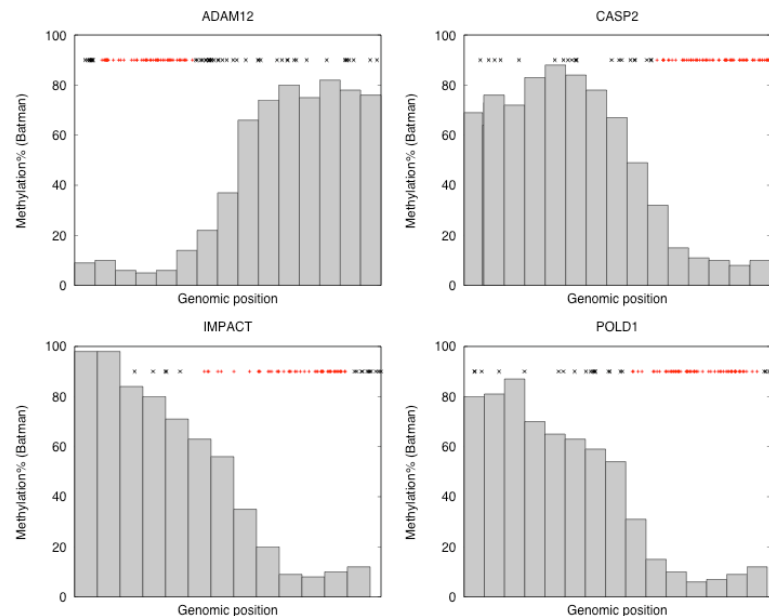 ADAM12
100
80
60
40
20
0
Methylation% (Batman)
Genomic position
CASP2
100
80
60
40
20
0
Methylation% (Batman)
Genomic position
IMPACT
100
80
60
40
20
0
Methylation% (Batman)
Genomic position
POLD1
100
80
60
40
20
0
Methylation% (Batman)
Genomic position